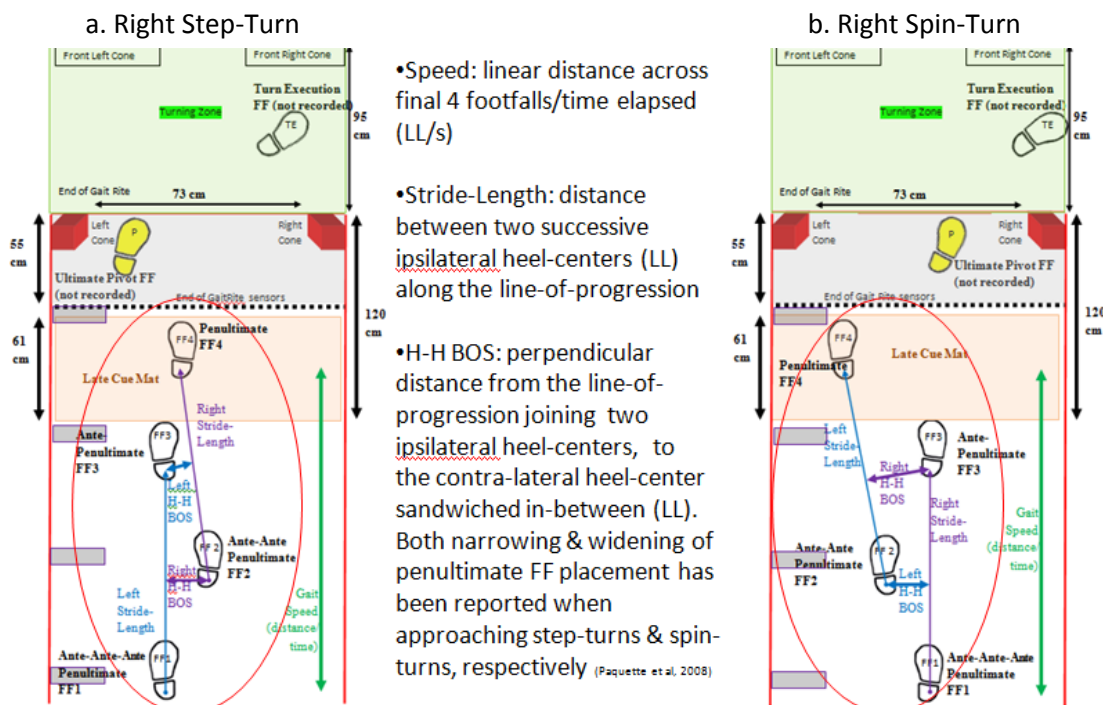 a. Right Step-Turn
Front Left Cone
Front Right Cone
Turn Execution
FF (not recorded)
TE
Turning Zone
95
cm
End of Gait Rite
73 cm
55
cm
Left
Cone
P
Right
Cone
Ultimate Pivot FF
(not recorded)
End of GaitRite sensors
120
cm
61
cm
FF4
Penultimate
FF4
Late Cue Mat
Right
Stride-
Length
Ante-
Penultimate
FF3
FF3
Left
H-H
BOS
FF 2
Ante-Ante
Penultimate
FF2
Right
H-H
BOS
Left
Stride-
Length
Gait
Speed
(distance/
time)
Ante-Ante-Ante
Penultimate
FF1
FF1
•Speed: linear distance across
final 4 footfalls/time elapsed
(LL/s)
•Stride-Length: distance
between two successive
ipsilateral heel-centers (LL)
along the line-of-progression
•H-H BOS: perpendicular
distance from the line-of-
progression joining two
ipsilateral heel-centers, to
the contra-lateral heel-center
sandwiched in-between (LL).
Both narrowing & widening of
penultimate FF placement has
been reported when
approaching step-turns & spin-
turns, respectively (Paquette et al, 2008)
b. Right Spin-Turn
Front Left Cone
Front Right Cone
Turn Execution
FF (not recorded)
TE
Turning Zone
95
cm
End of Gait Rite
73 cm
55
cm
Left
Cone
P
Right
Cone
Ultimate Pivot FF
(not recorded)
End of GaitRite sensors
120
cm
61
cm
FF4
Penultimate
FF4
Late Cue Mat
Left
Stride-
Length
FF3
Ante-
Penultimate
FF3
Right
H-H
BOS
Right
Stride-
Length
Ante-Ante
Penultimate
FF2
FF 2
Left
H-H
BOS
Gait
Speed
(distance/
time)
FF1
Ante-Ante-Ante
Penultimate
FF1